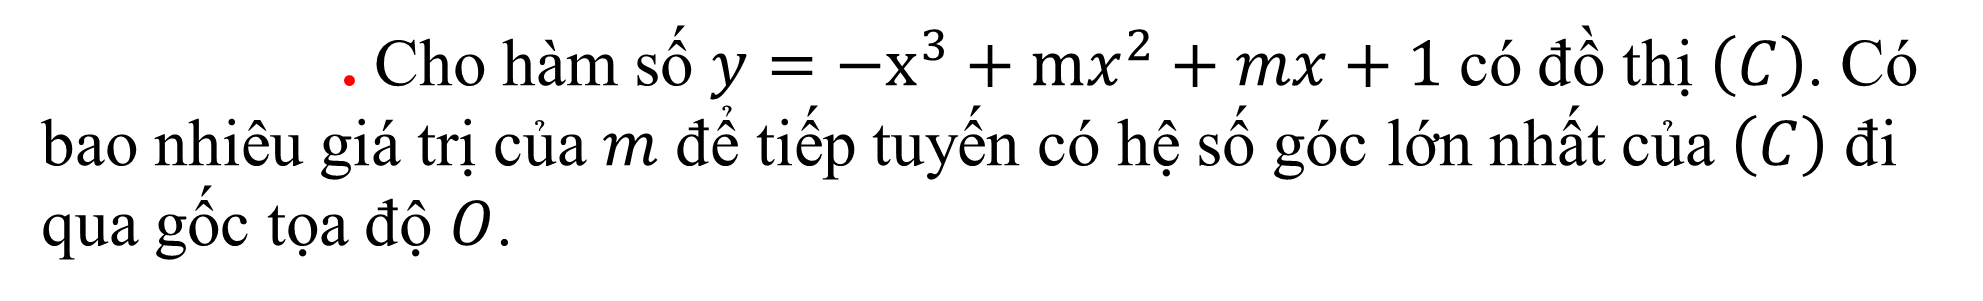 . Cho hàm số y = −x³ + mx² + mx + 1 có đồ thị (C). Có
bao nhiêu giá trị của m để tiếp tuyến có hệ số góc lớn nhất của (C) đi
qua gốc tọa độ O.